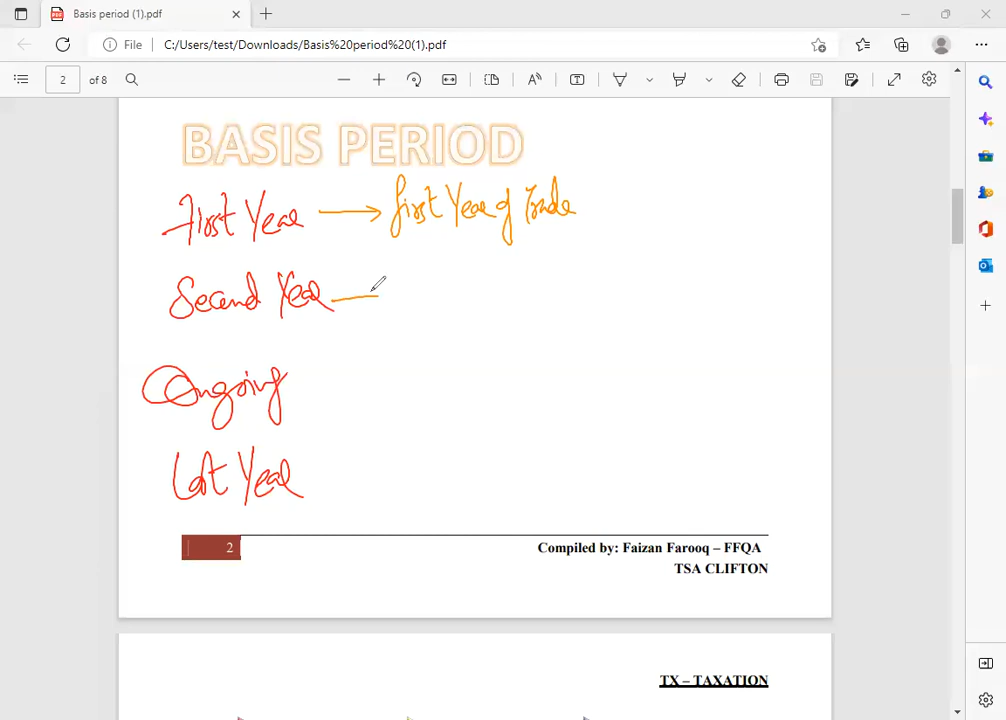 Basis period (1).pdf
File C:/Users/test/Downloads/Basis%20period%20(1).pdf
2 of 8
BASIS PERIOD
First Year → first Year of Trade
Second Year
Ongoing
Last Year
2 Compiled by: Faizan Farooq – FFQA
TSA CLIFTON
TX – TAXATION